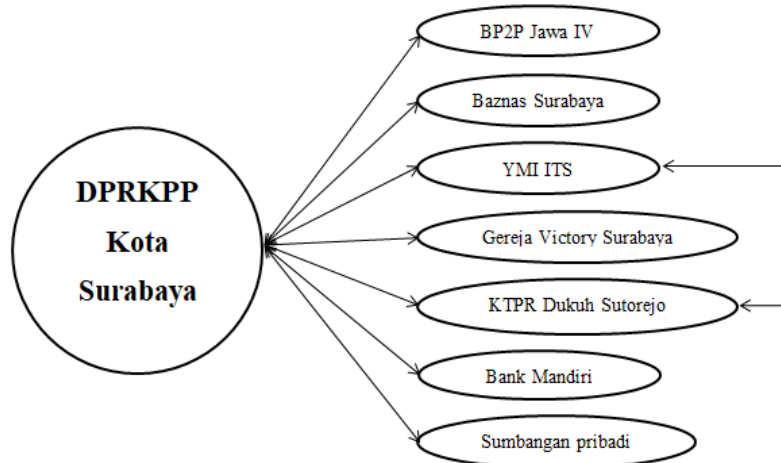 DPRKPP
Kota
Surabaya
BP2P Jawa IV
Baznas Surabaya
YMI ITS
Gereja Victory Surabaya
KTPR Dukuh Sutorejo
Bank Mandiri
Sumbangan pribadi